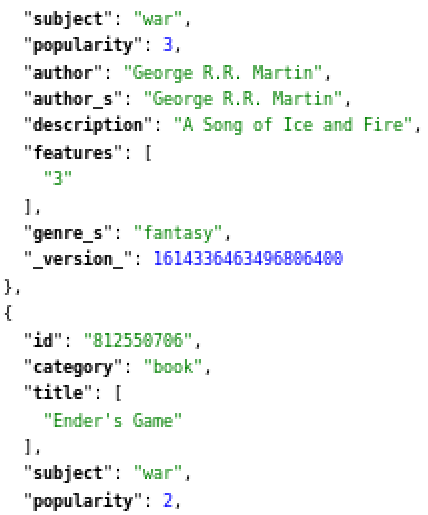 "subject": "war",
"popularity": 3,
"author": "George R.R. Martin",
"author_s": "George R.R. Martin",
"description": "A Song of Ice and Fire",
"features": [
"3"
],
"genre_s": "fantasy",
"_version_": 1614336463496806400
},
{
"id": "812550706",
"category": "book",
"title": [
"Ender's Game"
],
"subject": "war",
"popularity": 2,